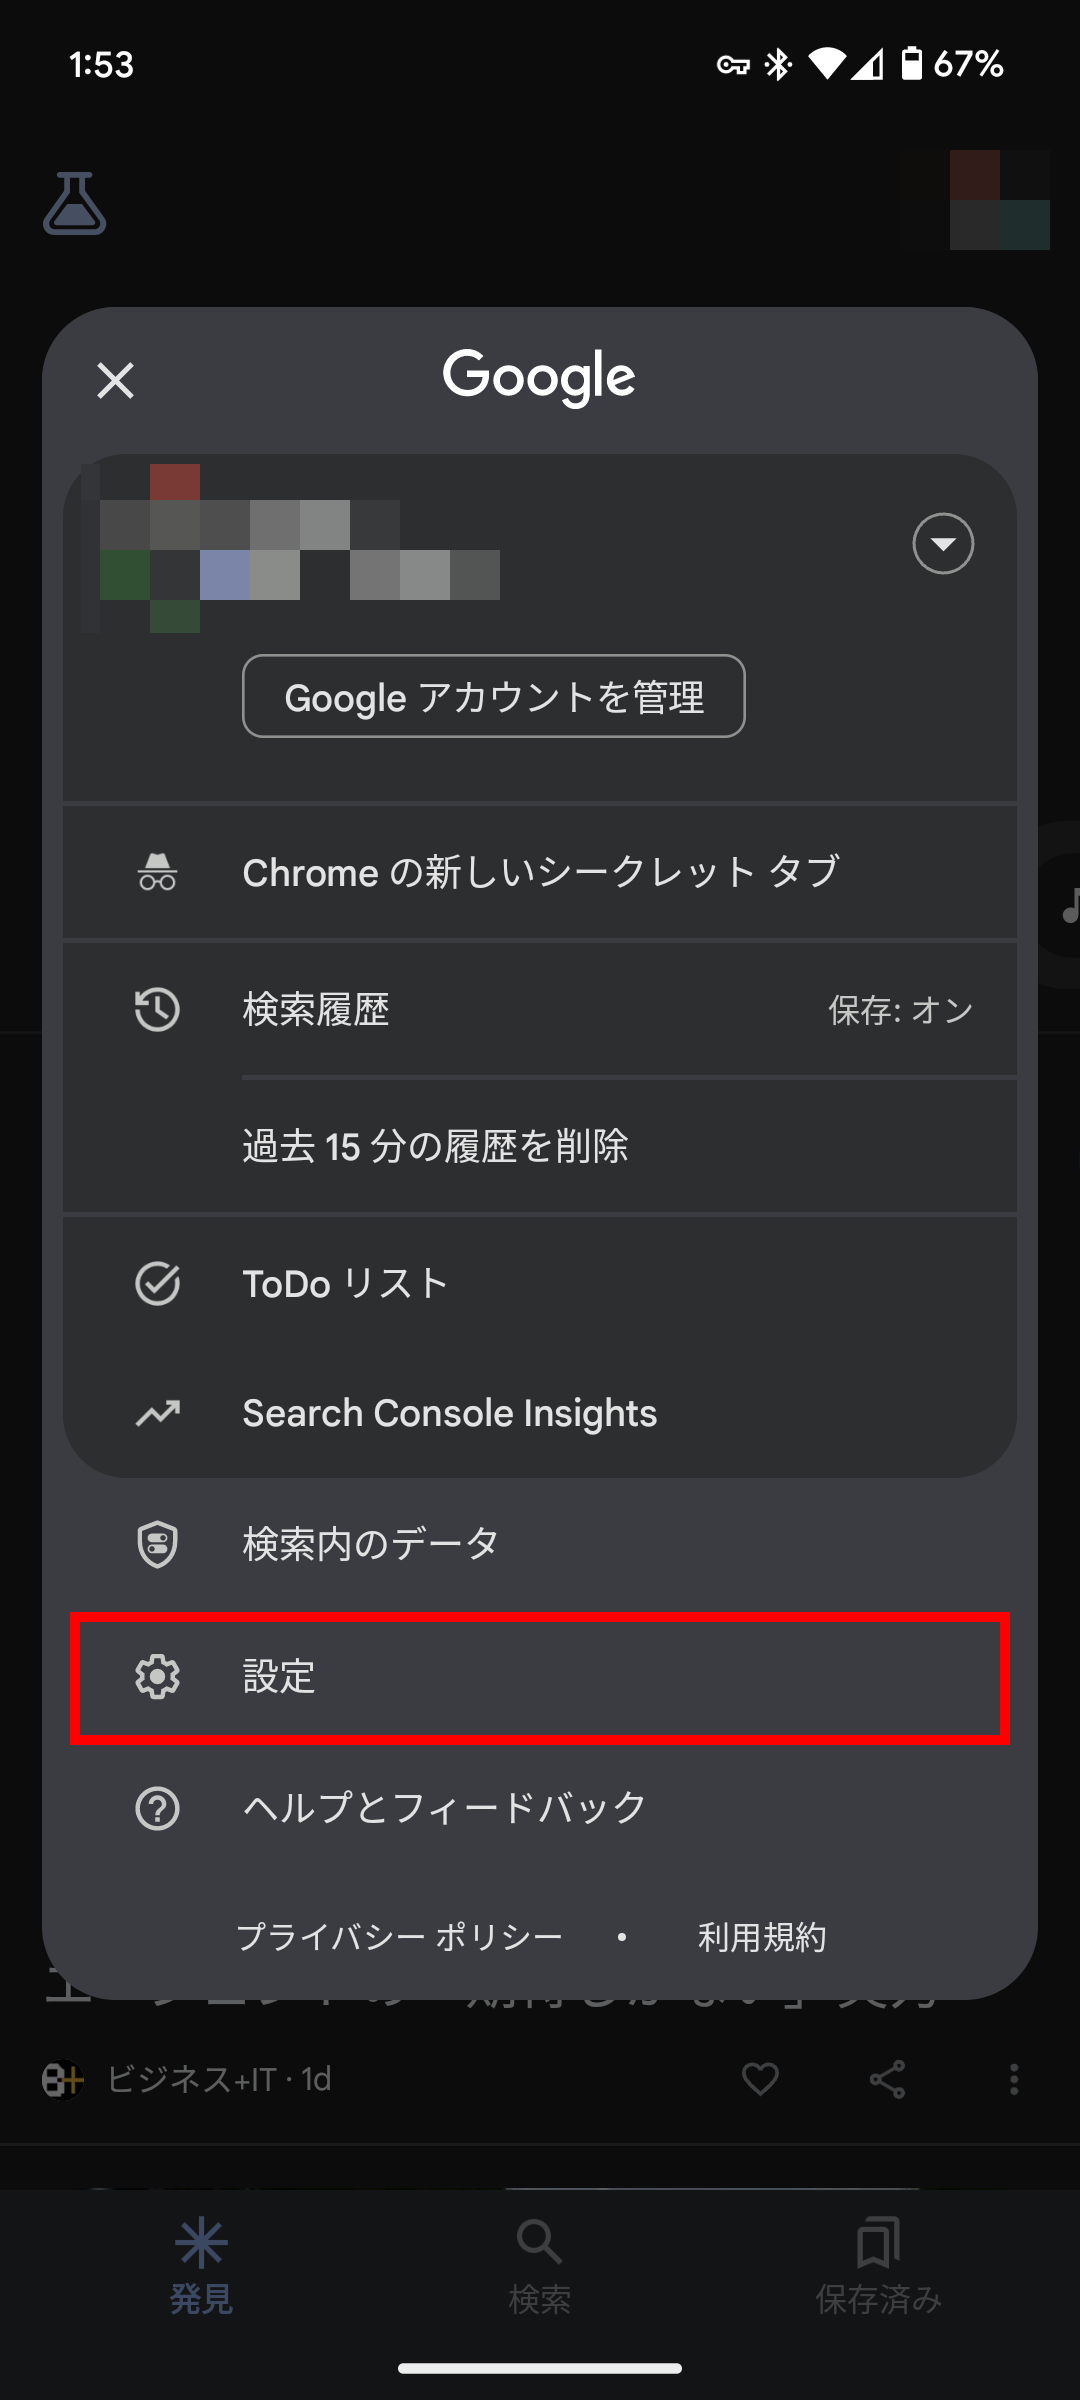 1:53
67%
Google
Google アカウントを管理
Chrome の新しいシークレット タブ
検索履歴
保存: オン
過去 15 分の履歴を削除
ToDo リスト
Search Console Insights
検索内のデータ
設定
ヘルプとフィードバック
プライバシー ポリシー • 利用規約
ビジネス+IT · 1d
発見
検索
保存済み